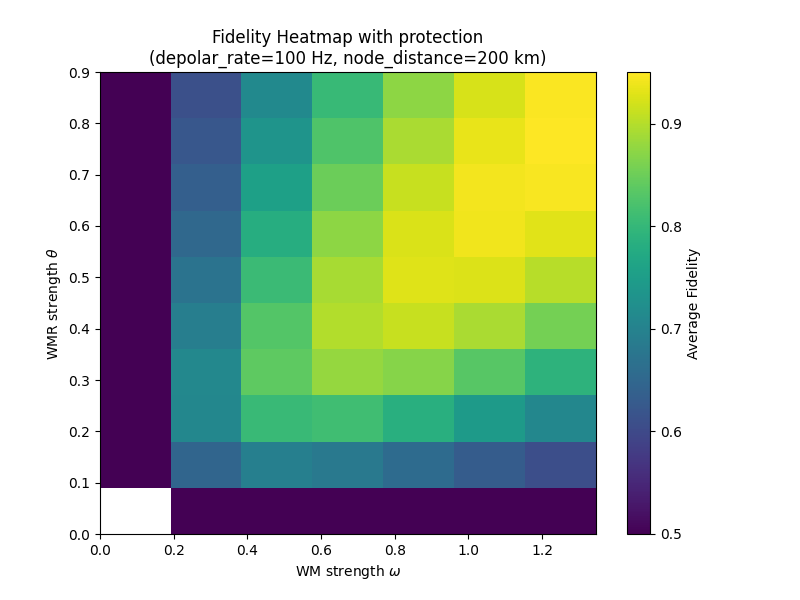 Fidelity Heatmap with protection
(depolar_rate=100 Hz, node_distance=200 km)
0.9
0.8
0.7
0.6
0.5
0.4
0.3
0.2
0.1
0.0
WMR strength θ
0.0 0.2 0.4 0.6 0.8 1.0 1.2
WM strength ω
0.9
0.8
0.7
0.6
0.5
Average Fidelity